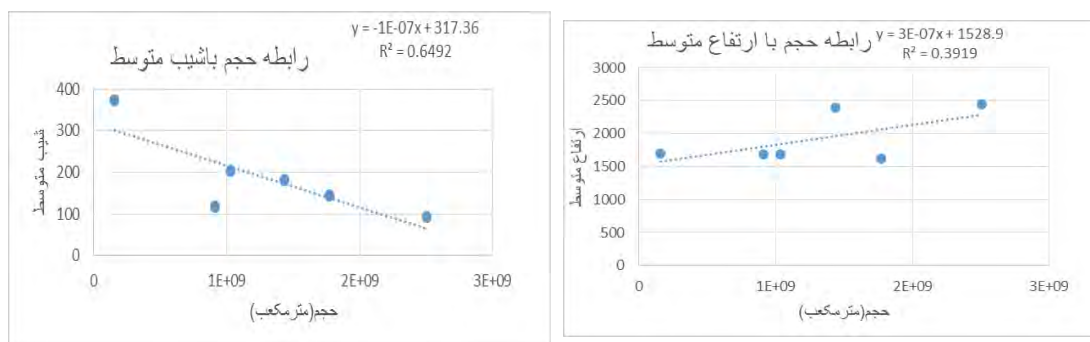 y = -1E-07x + 317.36
R² = 0.6492
رابطه حجم باشیب متوسط
400
300
200
100
0
شیب متوسط
0
1E+09
2E+09
3E+09
حجم(مترمکعب)
y = 3E-07x + 1528.9
R² = 0.3919
رابطه حجم با ارتفاع متوسط
3000
2500
2000
1500
1000
500
0
ارتفاع متوسط
0
1E+09
2E+09
3E+09
حجم(مترمکعب)